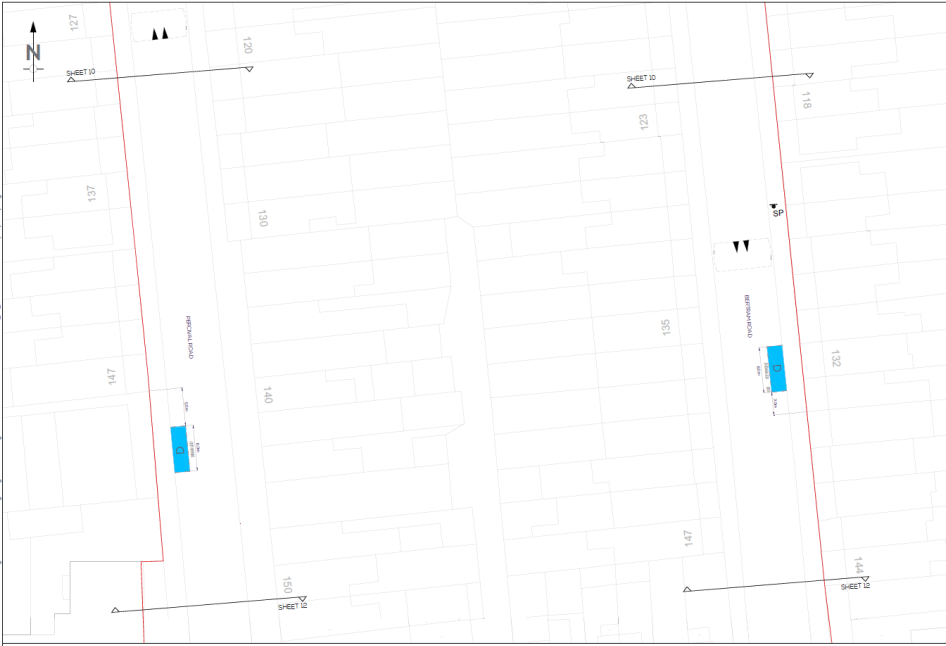 127
N
SHEET 10
120
SHEET 10
118
123
137
130
SP
PERCIVAL ROAD
BERTRAM ROAD
135
132
147
140
D
D
147
144
150
SHEET 12
SHEET 12